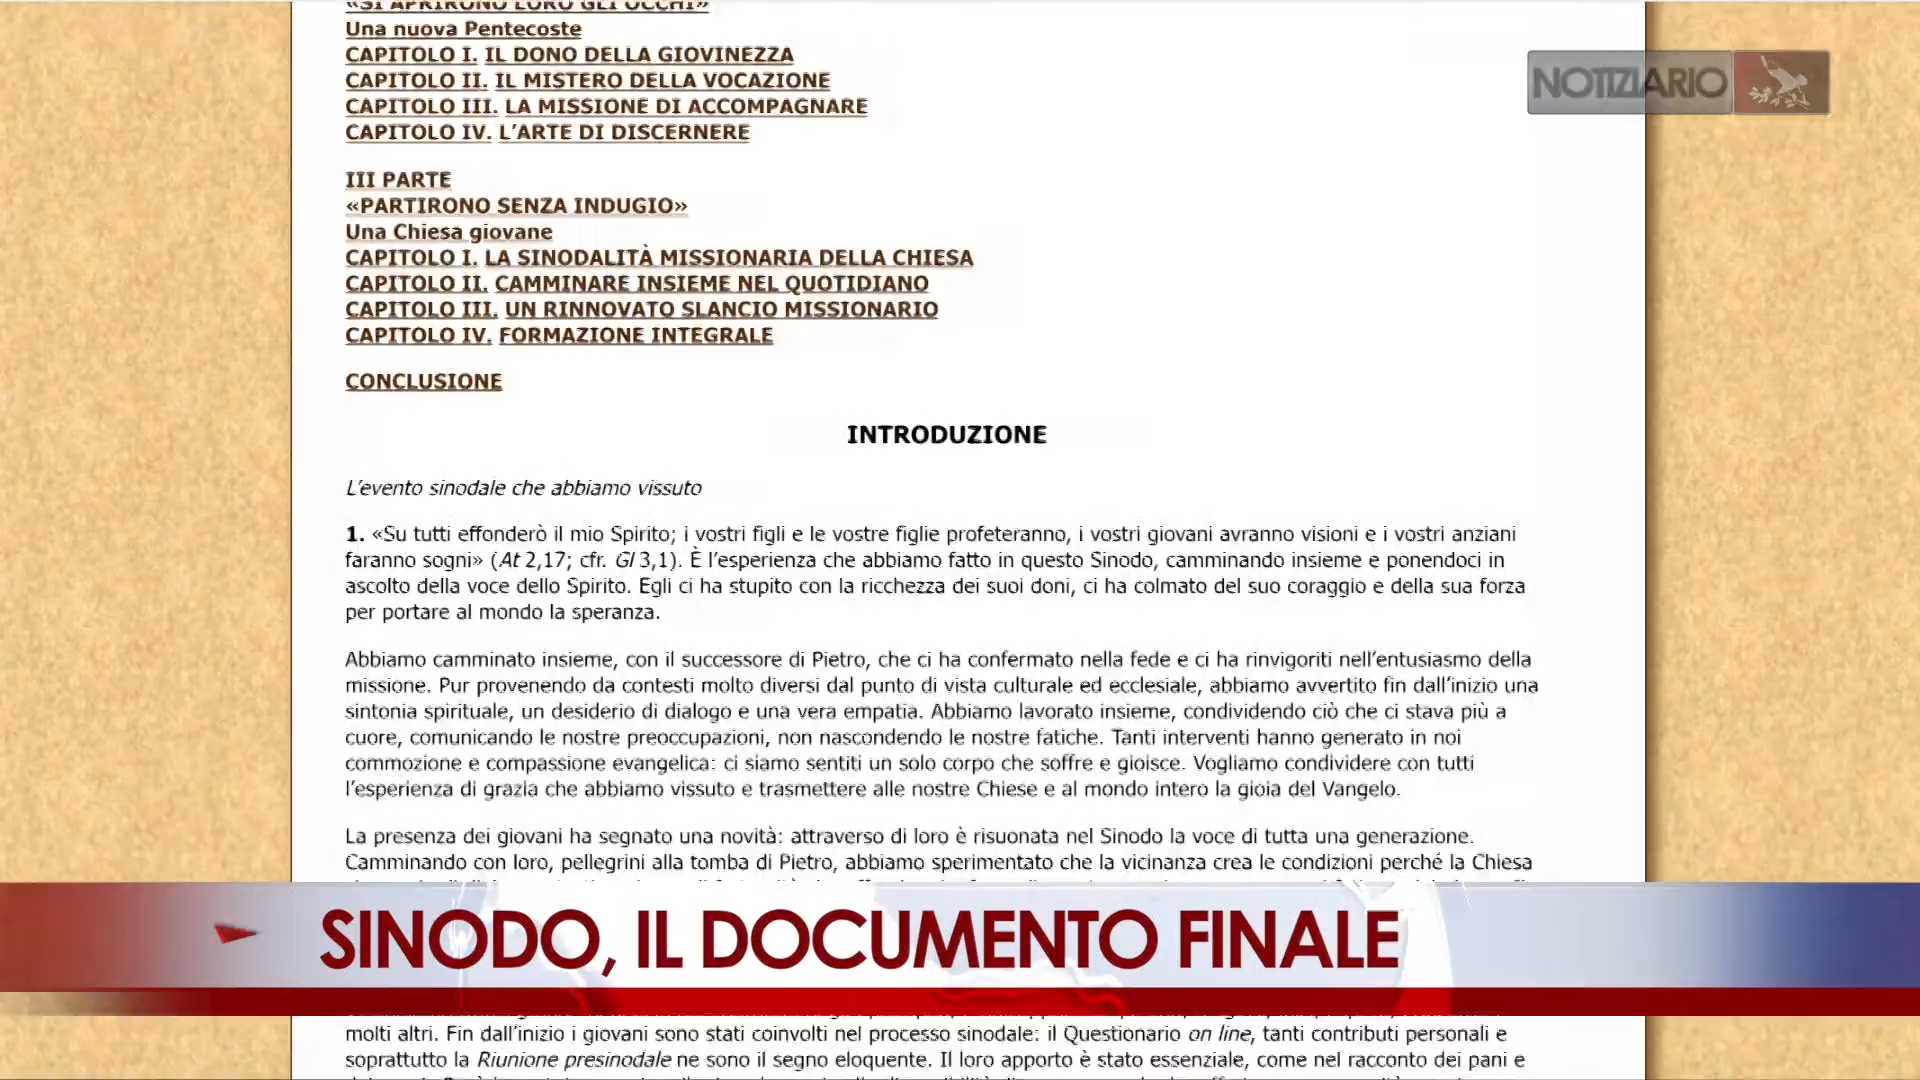 «SI APRIRONO LORO GLI OCCHI»
Una nuova Pentecoste
CAPITOLO I. IL DONO DELLA GIOVINEZZA
CAPITOLO II. IL MISTERO DELLA VOCAZIONE
CAPITOLO III. LA MISSIONE DI ACCOMPAGNARE
CAPITOLO IV. L'ARTE DI DISCERNERE
NOTIZIARIO
III PARTE
«PARTIRONO SENZA INDUGIO»
Una Chiesa giovane
CAPITOLO I. LA SINODALITÀ MISSIONARIA DELLA CHIESA
CAPITOLO II. CAMMINARE INSIEME NEL QUOTIDIANO
CAPITOLO III. UN RINNOVATO SLANCIO MISSIONARIO
CAPITOLO IV. FORMAZIONE INTEGRALE
CONCLUSIONE
INTRODUZIONE
L'evento sinodale che abbiamo vissuto
1. «Su tutti effonderò il mio Spirito; i vostri figli e le vostre figlie profeteranno, i vostri giovani avranno visioni e i vostri anziani
faranno sogni» (At 2,17; cfr. Gl 3,1). È l'esperienza che abbiamo fatto in questo Sinodo, camminando insieme e ponendoci in
ascolto della voce dello Spirito. Egli ci ha stupito con la ricchezza dei suoi doni, ci ha colmato del suo coraggio e della sua forza
per portare al mondo la speranza.
Abbiamo camminato insieme, con il successore di Pietro, che ci ha confermato nella fede e ci ha rinvigoriti nell'entusiasmo della
missione. Pur provenendo da contesti molto diversi dal punto di vista culturale ed ecclesiale, abbiamo avvertito fin dall'inizio una
sintonia spirituale, un desiderio di dialogo e una vera empatia. Abbiamo lavorato insieme, condividendo ciò che ci stava più a
cuore, comunicando le nostre preoccupazioni, non nascondendo le nostre fatiche. Tanti interventi hanno generato in noi
commozione e compassione evangelica: ci siamo sentiti un solo corpo che soffre e gioisce. Vogliamo condividere con tutti
l'esperienza di grazia che abbiamo vissuto e trasmettere alle nostre Chiese e al mondo intero la gioia del Vangelo.
La presenza dei giovani ha segnato una novità: attraverso di loro è risuonata nel Sinodo la voce di tutta una generazione.
Camminando con loro, pellegrini alla tomba di Pietro, abbiamo sperimentato che la vicinanza crea le condizioni perché la Chiesa
SINODO, IL DOCUMENTO FINALE
molti altri. Fin dall'inizio i giovani sono stati coinvolti nel processo sinodale: il Questionario on line, tanti contributi personali e
soprattutto la Riunione presinodale ne sono il segno eloquente. Il loro apporto è stato essenziale, come nel racconto dei pani e